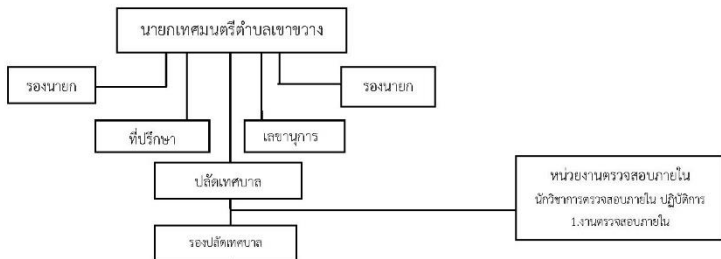 นายกเทศมนตรีตำบลเขาขวาง
รองนายก
รองนายก
ที่ปรึกษา
เลขานุการ
ปลัดเทศบาล
หน่วยงานตรวจสอบภายใน
นักวิชาการตรวจสอบภายใน ปฏิบัติการ
1.งานตรวจสอบภายใน
รองปลัดเทศบาล